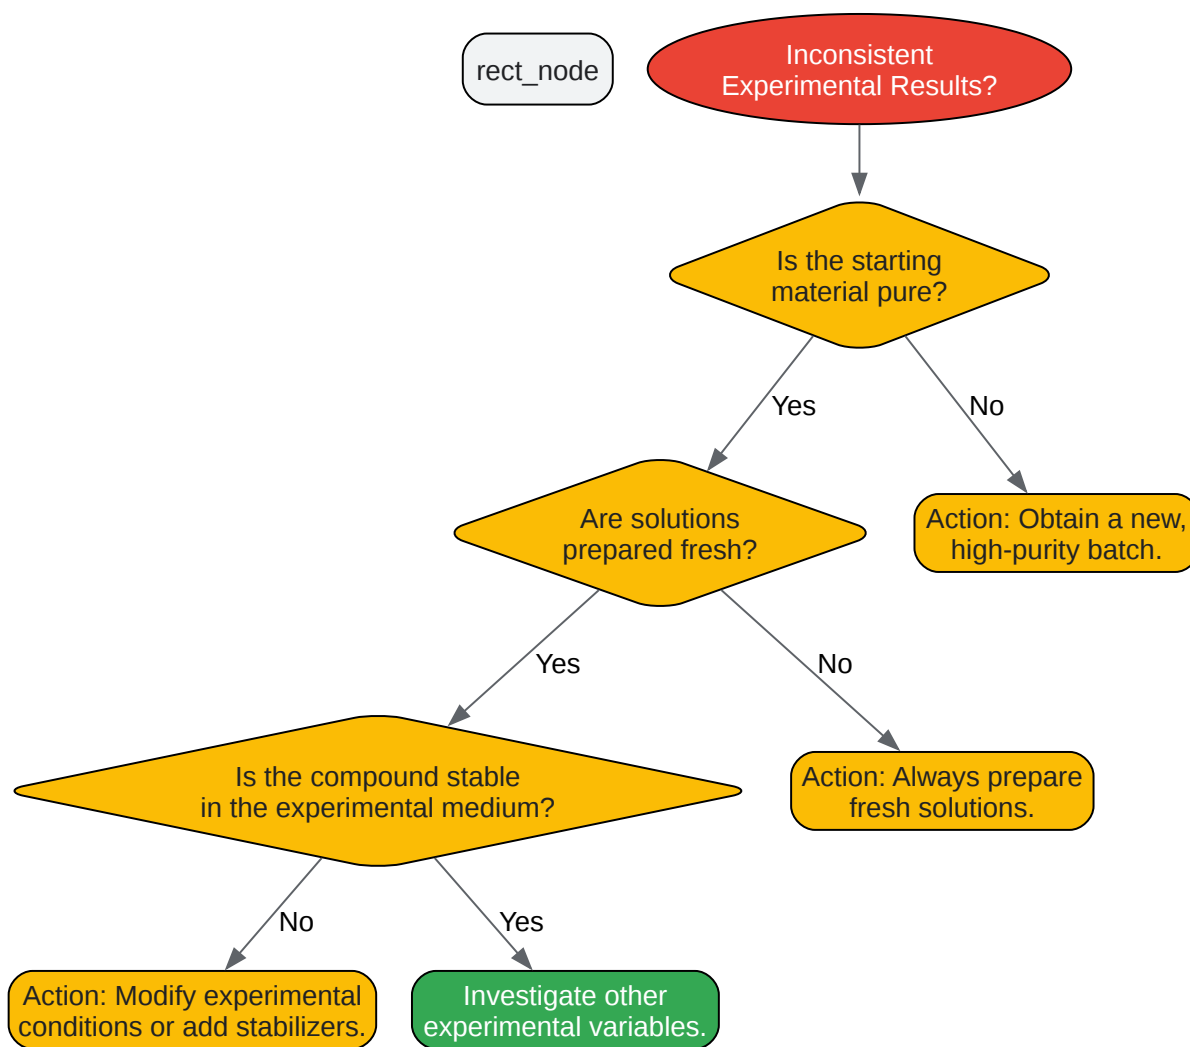 rect_node
Inconsistent
Experimental Results?
Is the starting
material pure?
Yes
No
Are solutions
prepared fresh?
Action: Obtain a new,
high-purity batch.
Yes
No
Is the compound stable
in the experimental medium?
Action: Always prepare
fresh solutions.
No
Yes
Action: Modify experimental
conditions or add stabilizers.
Investigate other
experimental variables.